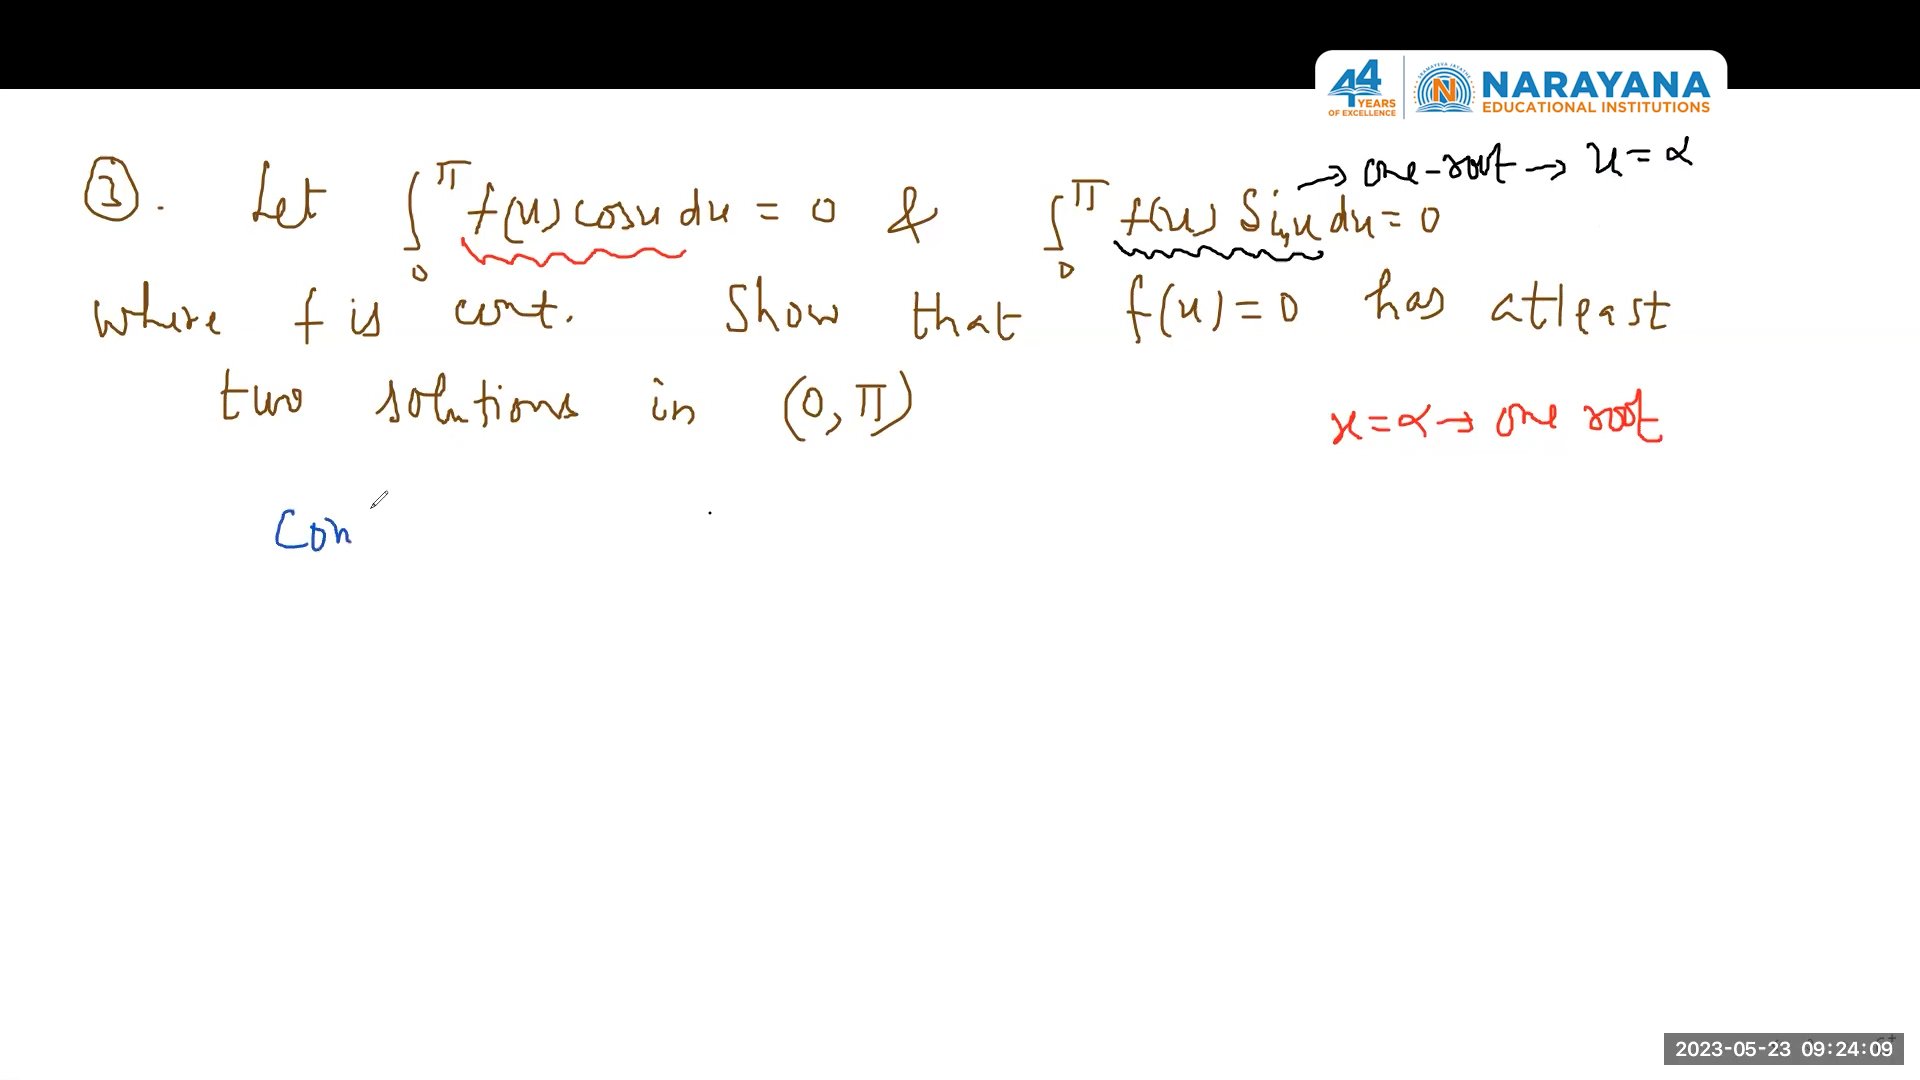 44 YEARS OF EXCELLENCE
NARAYANA
EDUCATIONAL INSTITUTIONS
→ one-root → x = α
③. Let ∫₀^π f(x) cosx dx = 0 & ∫₀^π f(x) Sinx dx = 0
where f is cont. Show that f(x) = 0 has atleast
two solutions in (0, π)
x = α → one root
Con
2023-05-23 09:24:09